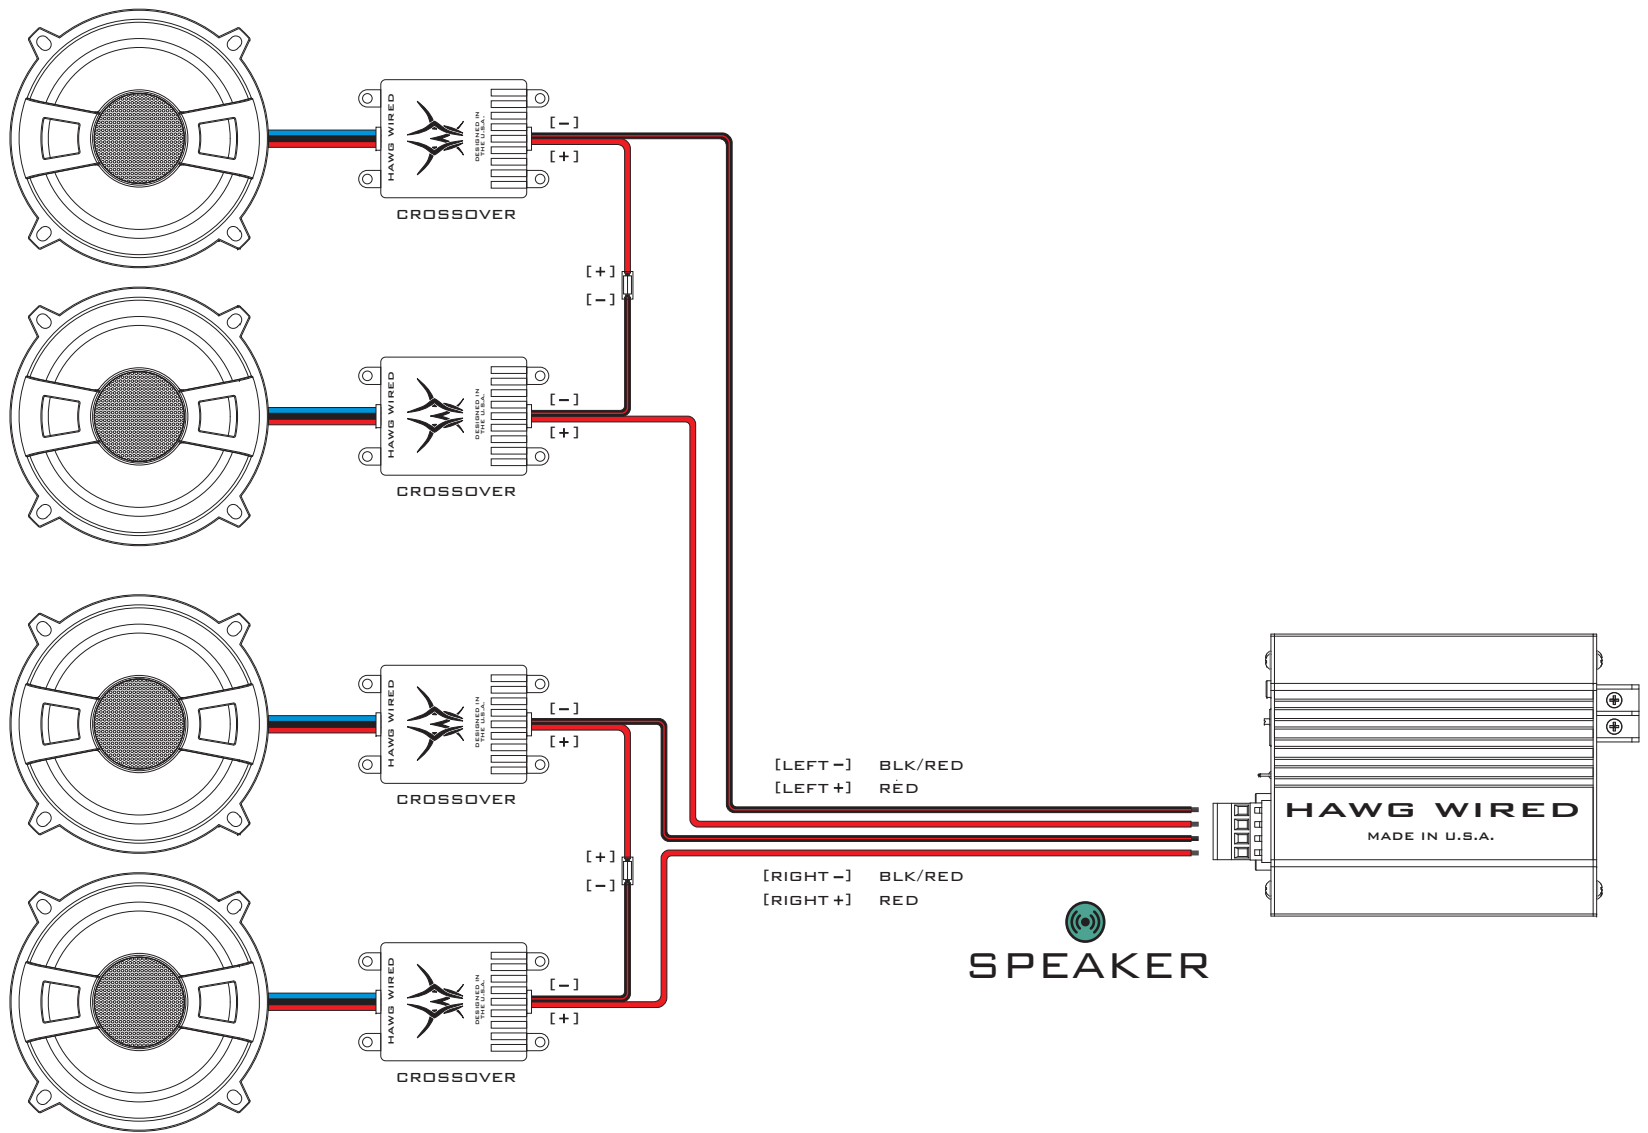 [-]
[+]
HAWG WIRED
DESIGNED IN
THE U.S.A.
CROSSOVER
[+]
[-]
[-]
[+]
HAWG WIRED
DESIGNED IN
THE U.S.A.
CROSSOVER
[-]
[+]
HAWG WIRED
DESIGNED IN
THE U.S.A.
CROSSOVER
[LEFT -] BLK/RED
[LEFT +] RED
HAWG WIRED
MADE IN U.S.A.
[+]
[-]
[RIGHT -] BLK/RED
[RIGHT +] RED
SPEAKER
[-]
[+]
HAWG WIRED
DESIGNED IN
THE U.S.A.
CROSSOVER